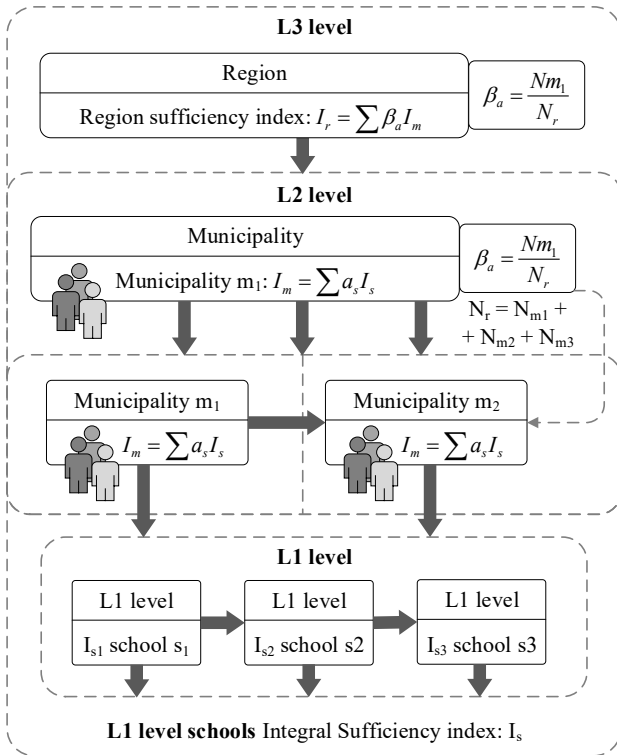 L3 level
Region
Region sufficiency index: I_r = ∑ β_a I_m
β_a = Nm_1 / N_r
L2 level
Municipality
Municipality m_1: I_m = ∑ a_s I_s
β_a = Nm_1 / N_r
N_r = N_m1 +
+ N_m2 + N_m3
Municipality m_1
I_m = ∑ a_s I_s
Municipality m_2
I_m = ∑ a_s I_s
L1 level
L1 level
I_s1 school s_1
L1 level
I_s2 school s2
L1 level
I_s3 school s3
L1 level schools Integral Sufficiency index: I_s